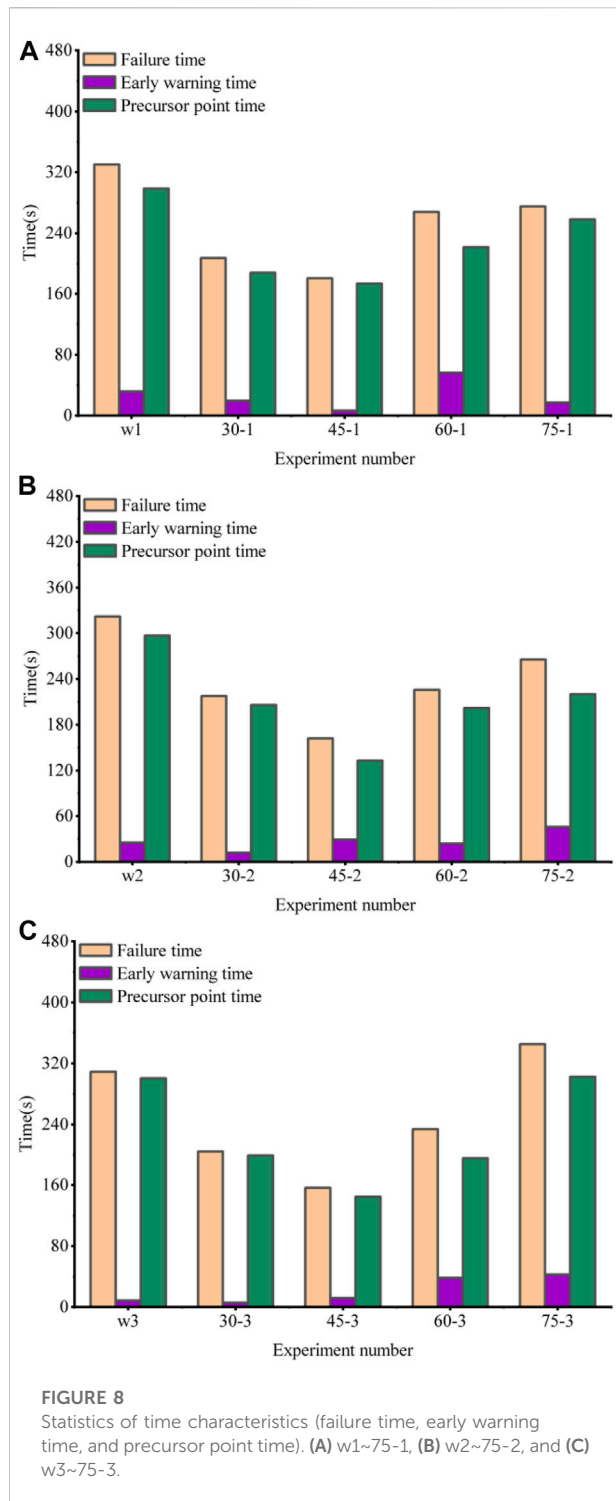 A
480
400
320
240
160
80
0
Time(s)
Failure time
Early warning time
Precursor point time
w1 30-1 45-1 60-1 75-1
Experiment number
B
480
420
360
300
240
180
120
60
0
Time(s)
Failure time
Early warning time
Precursor point time
w2 30-2 45-2 60-2 75-2
Experiment number
C
480
400
320
240
160
80
0
Time(s)
Failure time
Early warning time
Precursor point time
w3 30-3 45-3 60-3 75-3
Experiment number
FIGURE 8
Statistics of time characteristics (failure time, early warning
time, and precursor point time). (A) w1~75-1, (B) w2~75-2, and (C)
w3~75-3.